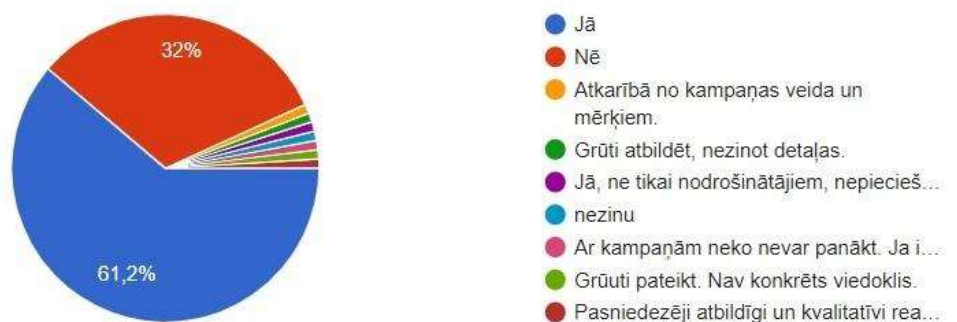 32%
61,2%
Jā
Nē
Atkarībā no kampaņas veida un
mērķiem.
Grūti atbildēt, nezinot detaļas.
Jā, ne tikai nodrošinātājiem, nepiecieš...
nezinu
Ar kampaņām neko nevar panākt. Ja i...
Grūuti pateikt. Nav konkrēts viedoklis.
Pasniedezēji atbildīgi un kvalitatīvi rea...